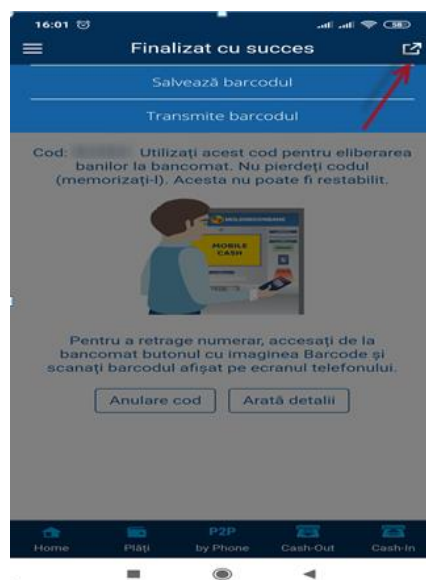 16:01
58
Finalizat cu succes
Salvează barcodul
Transmite barcodul
Cod: Utilizați acest cod pentru eliberarea
banilor la bancomat. Nu pierdeți codul
(memorizați-l). Acesta nu poate fi restabilit.
MOLDINDCONBANK
MOBILE
CASH
Pentru a retrage numerar, accesați de la
bancomat butonul cu imaginea Barcode și
scanați barcodul afișat pe ecranul telefonului.
Anulare cod Arată detalii
P2P
Home Plăți by Phone Cash-Out Cash-In